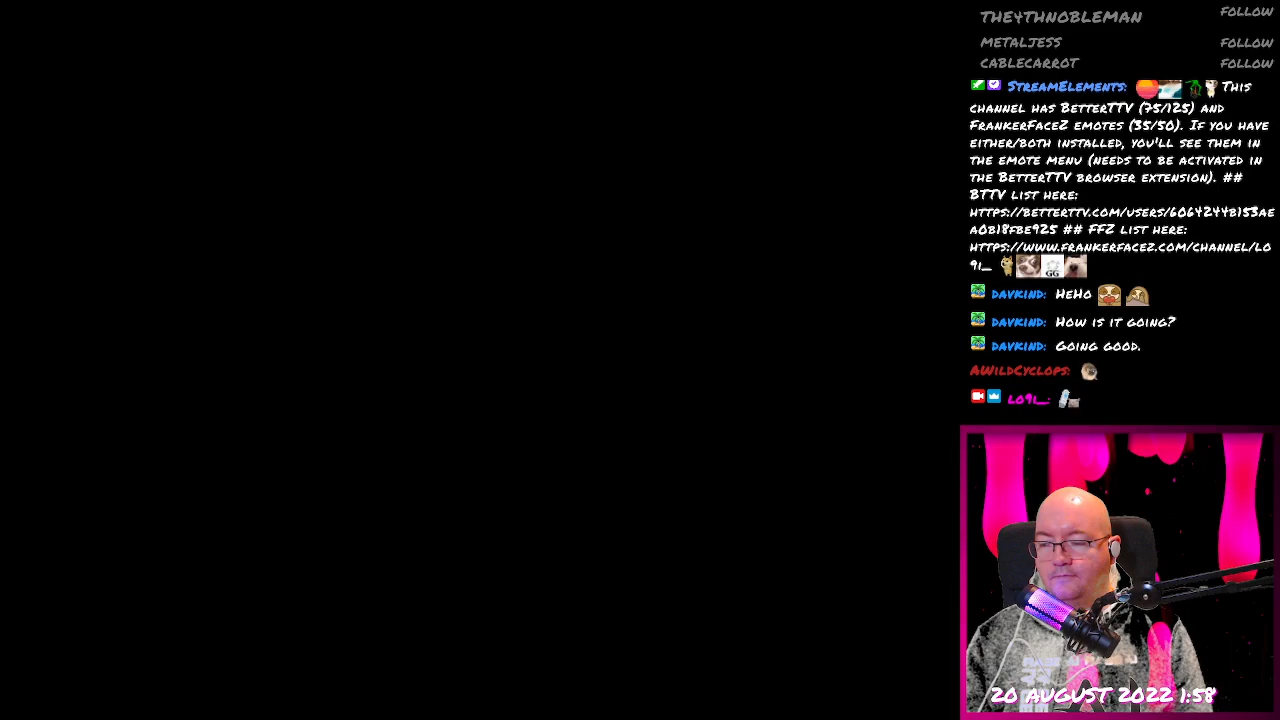 THE4THNOBLEMAN FOLLOW
METALJESS FOLLOW
CABLECARROT FOLLOW
STREAMELEMENTS: THIS
CHANNEL HAS BETTERTTV (75/125) AND
FRANKERFACEZ EMOTES (35/50). IF YOU HAVE
EITHER/BOTH INSTALLED, YOU'LL SEE THEM IN
THE EMOTE MENU (NEEDS TO BE ACTIVATED IN
THE BETTERTTV BROWSER EXTENSION). ##
BTTV LIST HERE:
HTTPS://BETTERTTV.COM/USERS/6064244B153AE
A0B18FBE925 ## FFZ LIST HERE:
HTTPS://WWW.FRANKERFACEZ.COM/CHANNEL/LO
9I_ GG
DAVKIND: HEHO
DAVKIND: HOW IS IT GOING?
DAVKIND: GOING GOOD.
AWILDCYCLOPS:
LO9I_:
20 AUGUST 2022 1:58